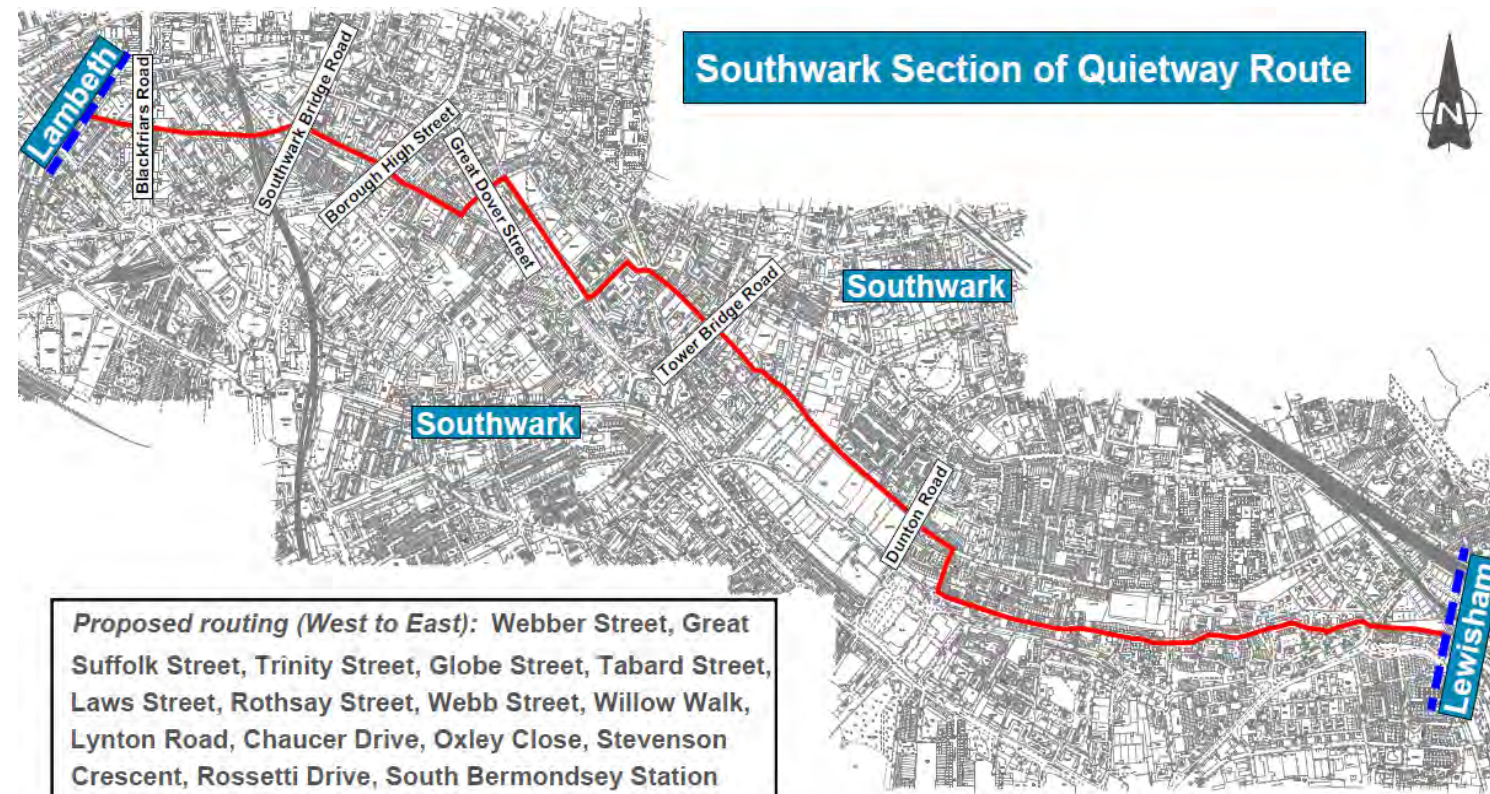 Southwark Section of Quietway Route
N
Lambeth
Blackfriars Road
Southwark Bridge Road
Borough High Street
Great Dover Street
Tower Bridge Road
Southwark
Southwark
Dunton Road
Lewisham
Proposed routing (West to East): Webber Street, Great
Suffolk Street, Trinity Street, Globe Street, Tabard Street,
Laws Street, Rothsay Street, Webb Street, Willow Walk,
Lynton Road, Chaucer Drive, Oxley Close, Stevenson
Crescent, Rossetti Drive, South Bermondsey Station